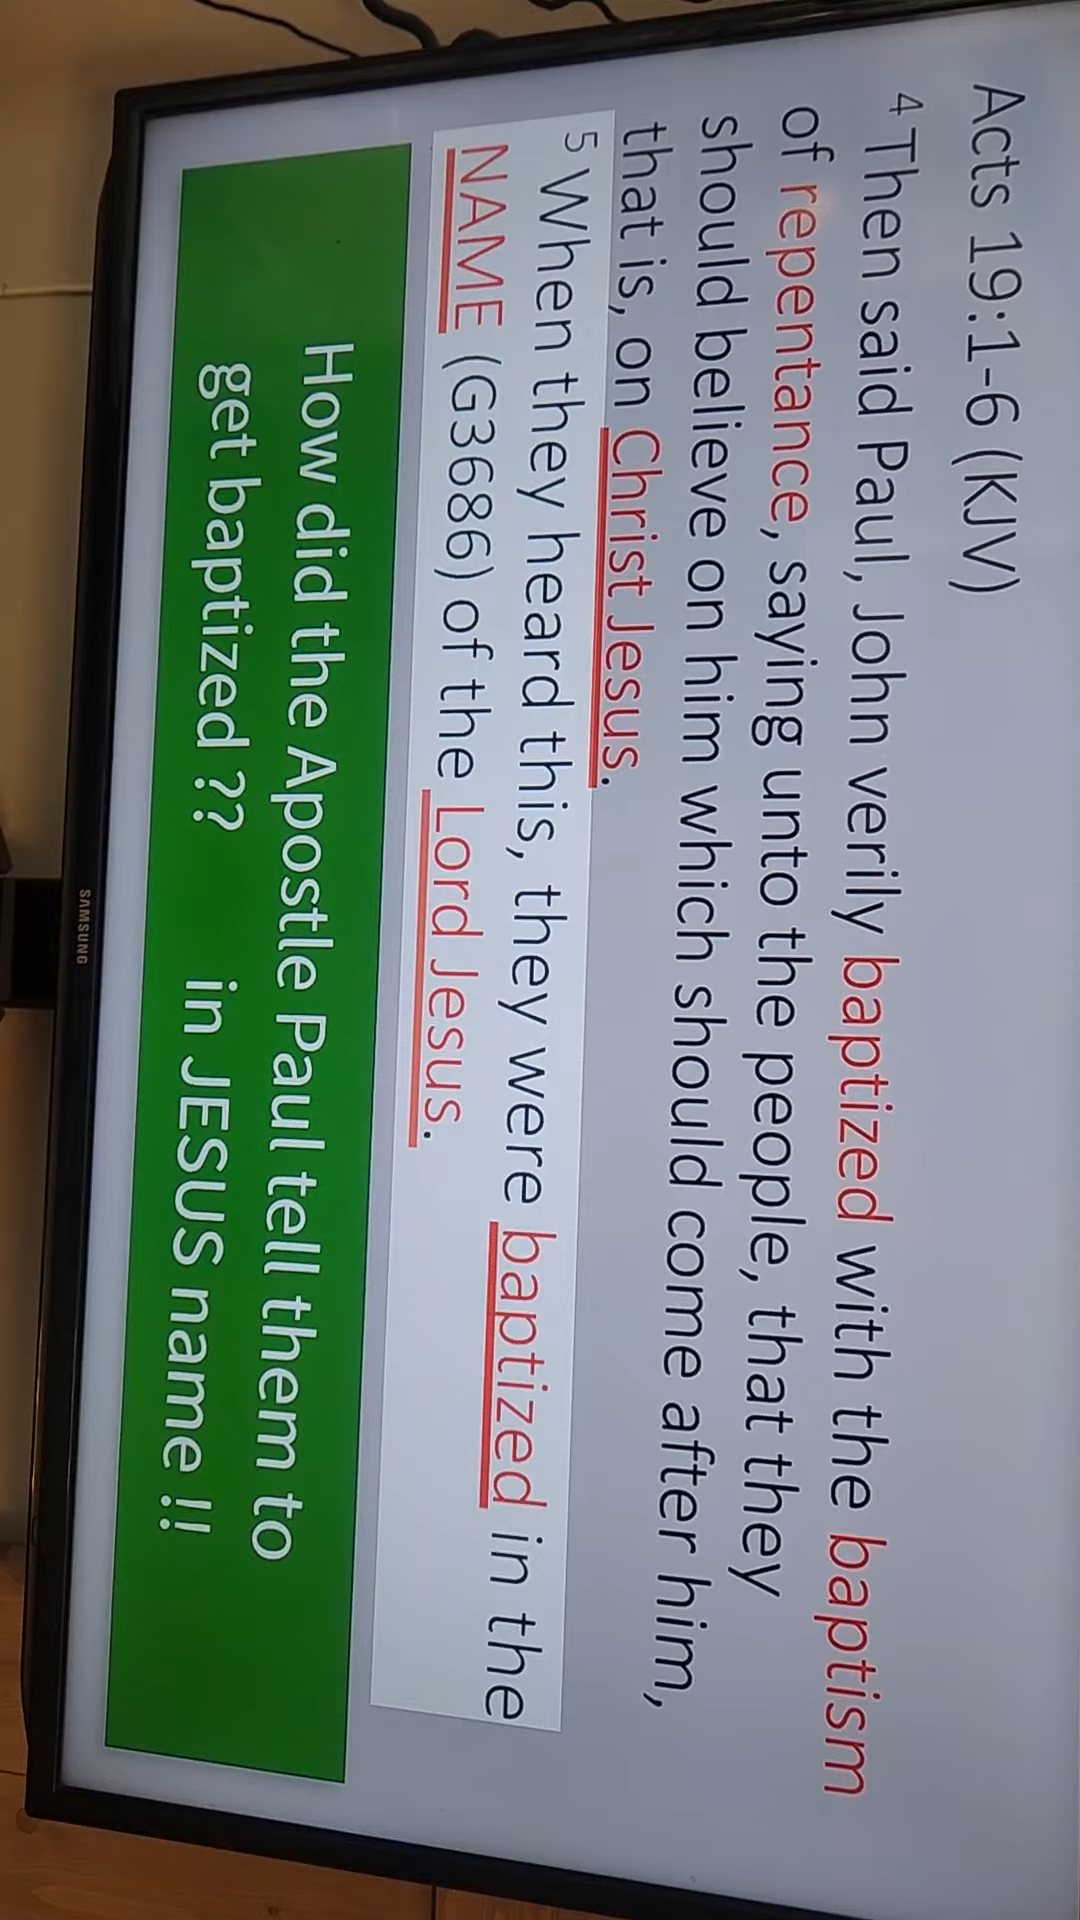 Acts 19:1-6 (KJV)
4 Then said Paul, John verily baptized with the baptism
of repentance, saying unto the people, that they
should believe on him which should come after him,
that is, on Christ Jesus.
5 When they heard this, they were baptized in the
NAME (G3686) of the Lord Jesus.
How did the Apostle Paul tell them to
get baptized ?? in JESUS name !!
SAMSUNG